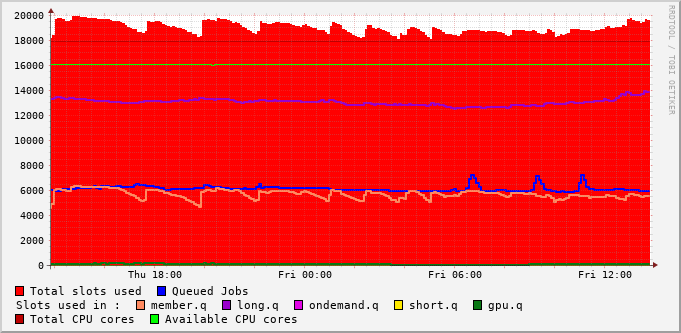 20000
18000
16000
14000
12000
10000
8000
6000
4000
2000
0
Thu 18:00 Fri 00:00 Fri 06:00 Fri 12:00
Total slots used Queued Jobs
Slots used in : member.q long.q ondemand.q short.q gpu.q
Total CPU cores Available CPU cores
RRDTOOL / TOBI OETIKER